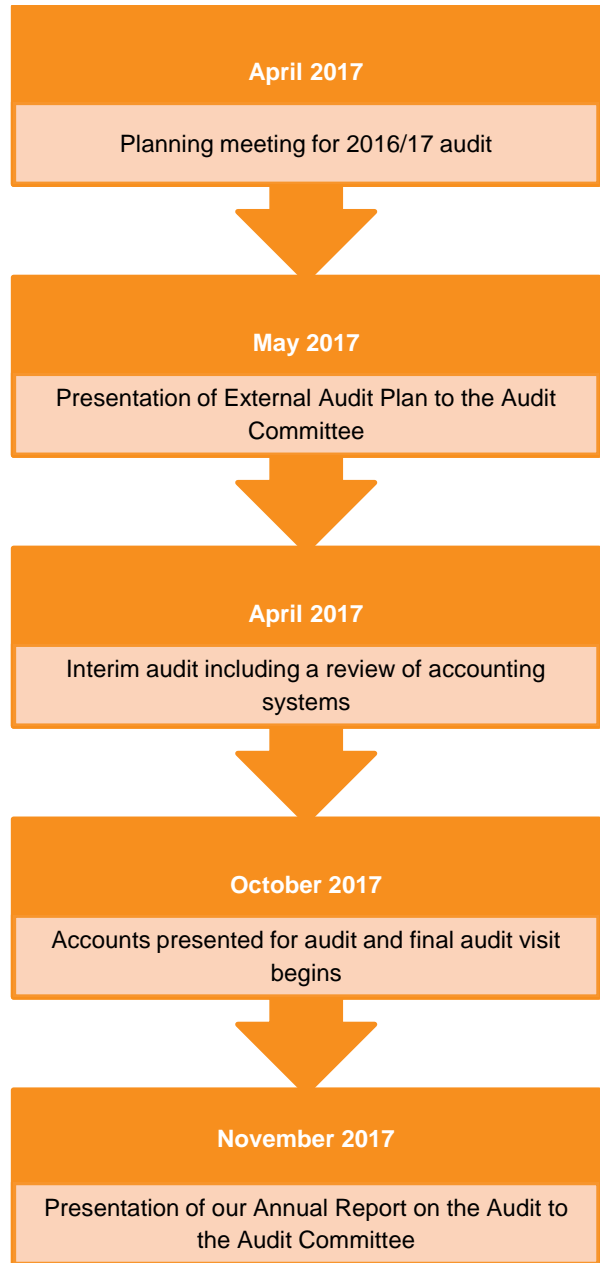 April 2017
Planning meeting for 2016/17 audit
May 2017
Presentation of External Audit Plan to the Audit
Committee
April 2017
Interim audit including a review of accounting
systems
October 2017
Accounts presented for audit and final audit visit
begins
November 2017
Presentation of our Annual Report on the Audit to
the Audit Committee